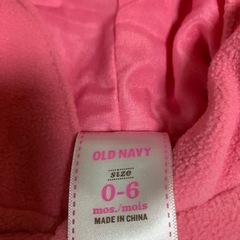 OLD NAVY
size
0-6
mos./mois
MADE IN CHINA